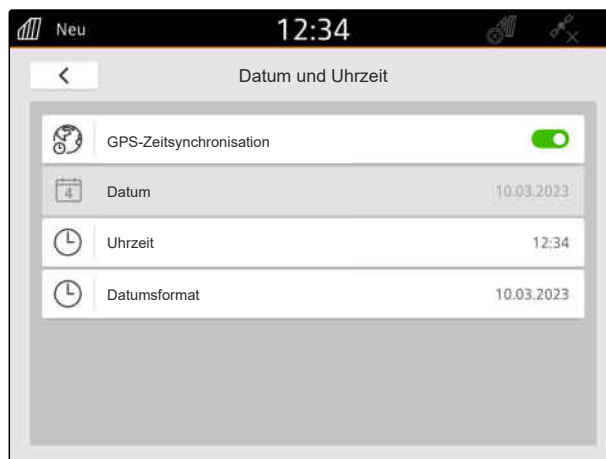 Neu 12:34
Datum und Uhrzeit
GPS-Zeitsynchronisation
4 Datum 10.03.2023
Uhrzeit 12:34
Datumsformat 10.03.2023